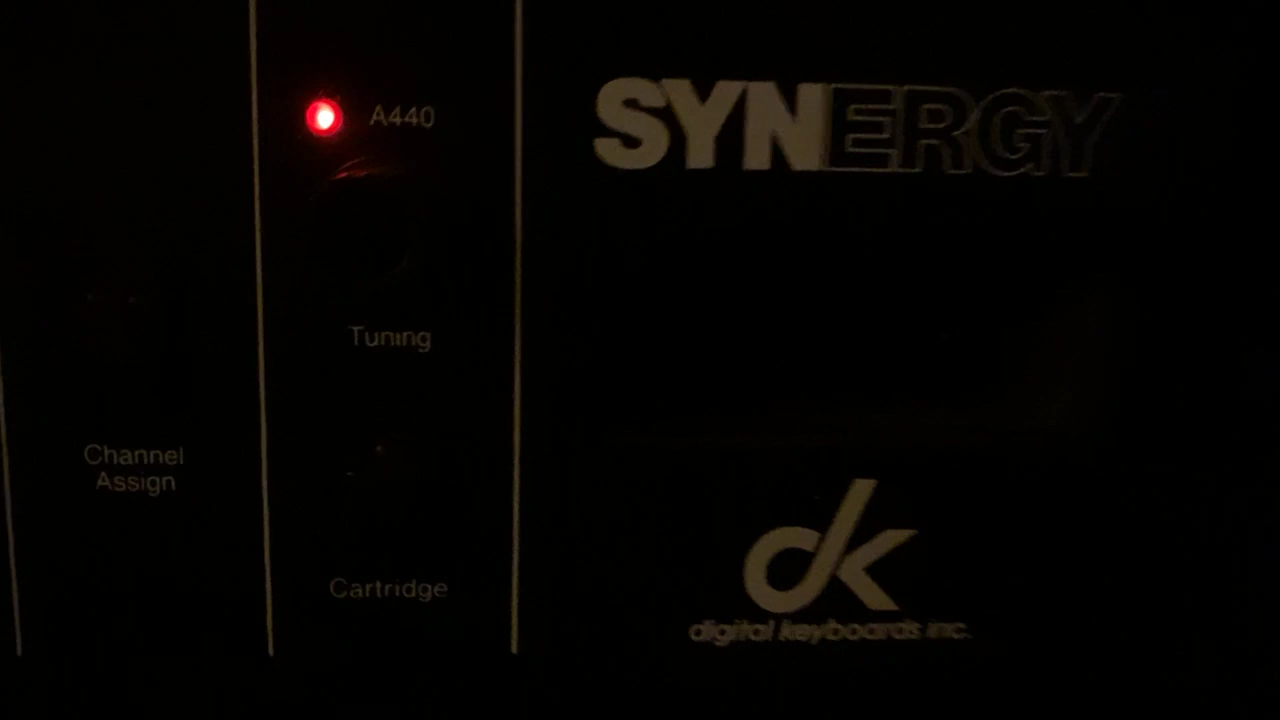 A440
SYNERGY
Tuning
Channel
Assign
Cartridge
dk
digital keyboards inc.